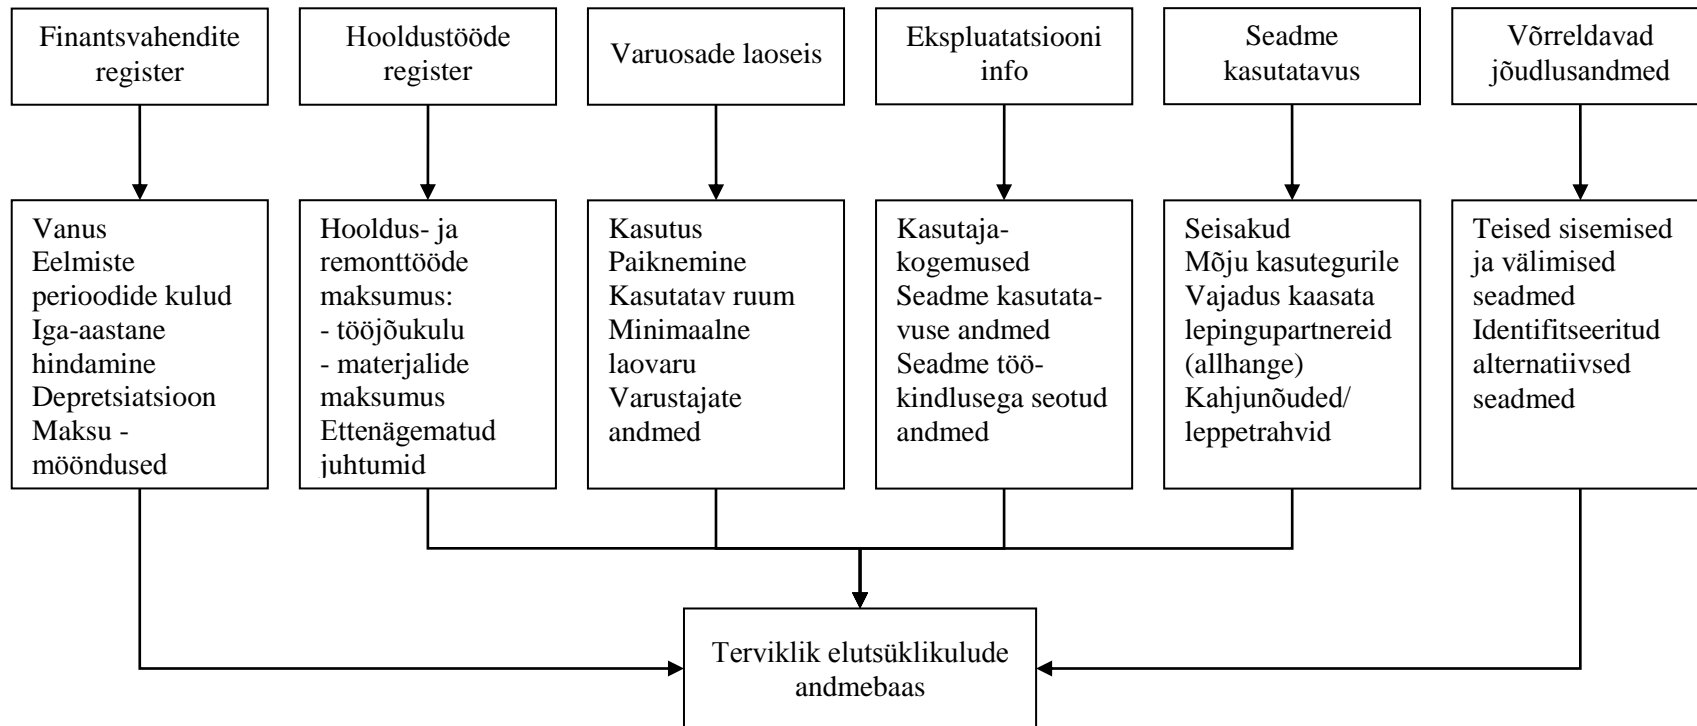 Finantsvahendite
register
Hooldustööde
register
Varuosade laoseis
Ekspluatatsiooni
info
Seadme
kasutatavus
Võrreldavad
jõudlusandmed
Vanus
Eelmiste
perioodide kulud
Iga-aastane
hindamine
Depretsiatsioon
Maksu -
mööndused
Hooldus- ja
remonttööde
maksumus:
- tööjõukulu
- materjalide
maksumus
Ettenägematud
juhtumid
Kasutus
Paiknemine
Kasutatav ruum
Minimaalne
laovaru
Varustajate
andmed
Kasutaja-
kogemused
Seadme kasutata-
vuse andmed
Seadme töö-
kindlusega seotud
andmed
Seisakud
Mõju kasutegurile
Vajadus kaasata
lepingupartnereid
(allhange)
Kahjunõuded/
leppetrahvid
Teised sisemised
ja välimised
seadmed
Identifitseeritud
alternatiivsed
seadmed
Terviklik elutsüklikulude
andmebaas